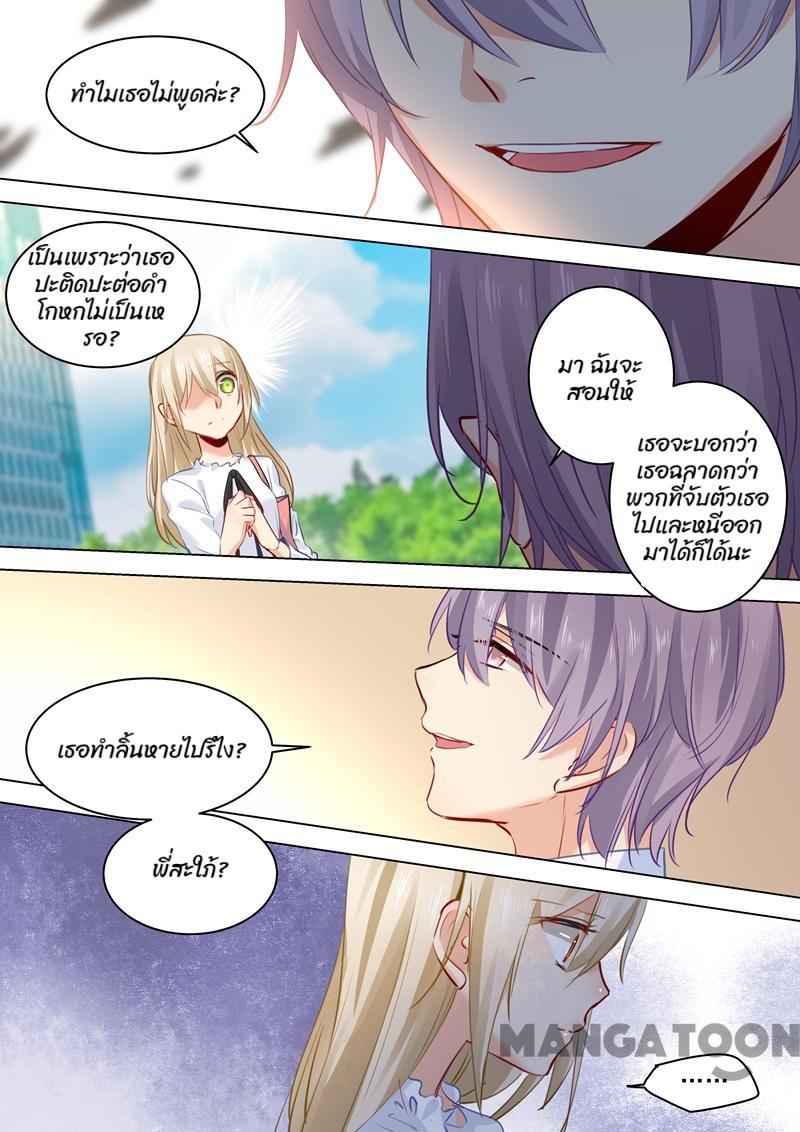 ทำไมเธอไม่พูดล่ะ?
เป็นเพราะว่าเธอ
ปะติดปะต่อคำ
โกหกไม่เป็นเห
รอ?
มา ฉันจะ
สอนให้
เธอจะบอกว่า
เธอฉลาดกว่า
พวกที่จับตัวเธอ
ไปและหนีออก
มาได้ก็ได้นะ
เธอทำลิ้นหายไปรึไง?
พี่สะใภ้?
MANGATOON
......